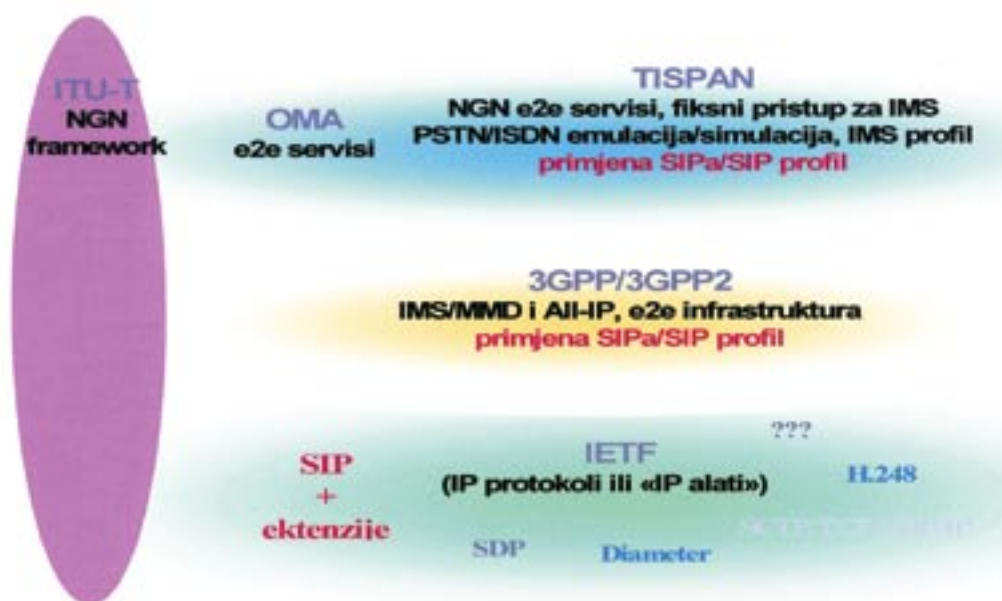 ITU-T
NGN
framework
OMA
e2e servisi
TISPAN
NGN e2e servisi, fiksni pristup za IMS
PSTN/ISDN emulacija/simulacija, IMS profil
primjena SIPa/SIP profil
3GPP/3GPP2
IMS/MMD i All-IP, e2e infrastruktura
primjena SIPa/SIP profil
???
IETF
(IP protokoli ili «IP alati»)
SIP
+
ektenzije
H.248
SDP
Diameter